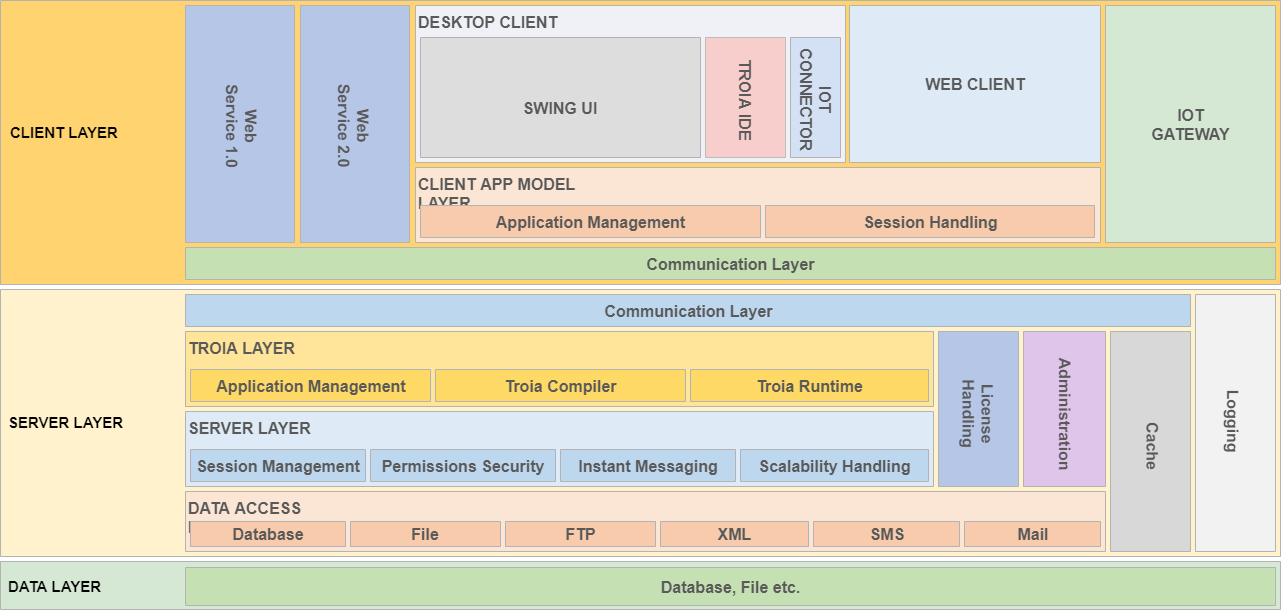 CLIENT LAYER
Web
Service 1.0
Web
Service 2.0
DESKTOP CLIENT
SWING UI
TROIA IDE
IOT
CONNECTOR
WEB CLIENT
IOT
GATEWAY
CLIENT APP MODEL
LAYER
Application Management
Session Handling
Communication Layer
SERVER LAYER
Communication Layer
Logging
TROIA LAYER
Application Management
Troia Compiler
Troia Runtime
License
Handling
Administration
Cache
SERVER LAYER
Session Management
Permissions Security
Instant Messaging
Scalability Handling
DATA ACCESS
Database
File
FTP
XML
SMS
Mail
DATA LAYER
Database, File etc.